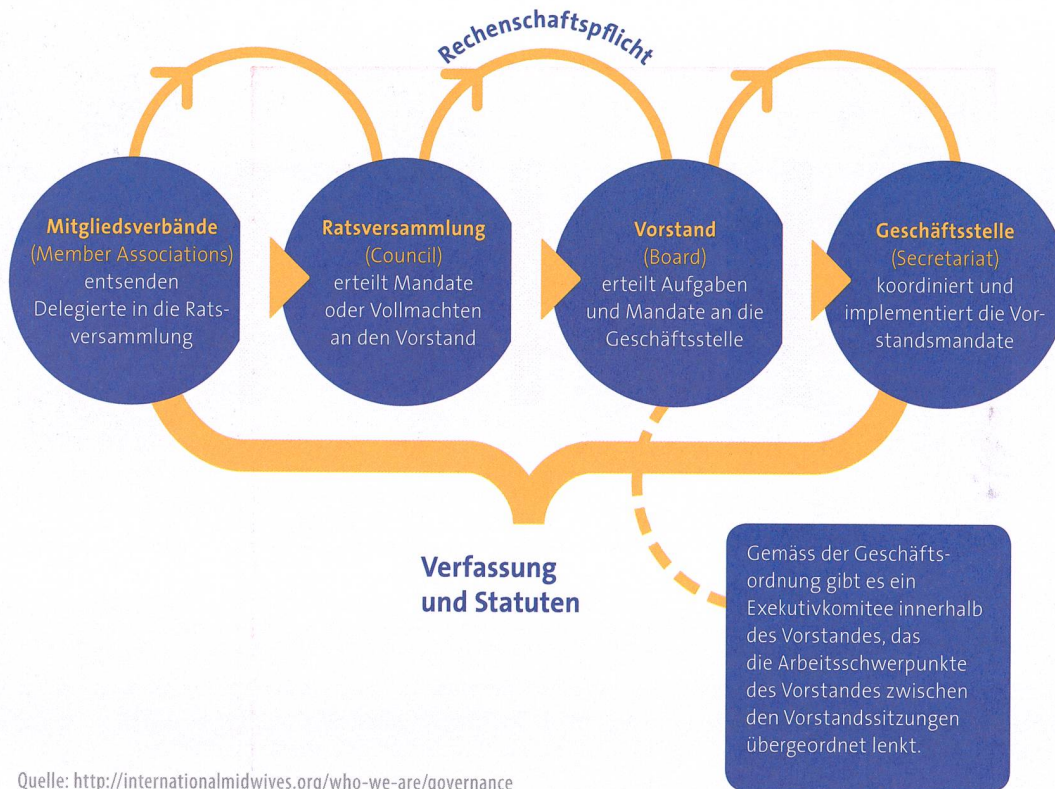 Rechenschaftspflicht
Mitgliedsverbände
(Member Associations)
entsenden
Delegierte in die Rats-
versammlung
Ratsversammlung
(Council)
erteilt Mandate
oder Vollmachten
an den Vorstand
Vorstand
(Board)
erteilt Aufgaben
und Mandate an die
Geschäftsstelle
Geschäftsstelle
(Secretariat)
koordiniert und
implementiert die Vor-
standsmandate
Verfassung
und Statuten
Gemäss der Geschäfts-
ordnung gibt es ein
Exekutivkomitee innerhalb
des Vorstandes, das
die Arbeitsschwerpunkte
des Vorstandes zwischen
den Vorstandssitzungen
übergeordnet lenkt.
Quelle: http://internationalmidwives.org/who-we-are/governance